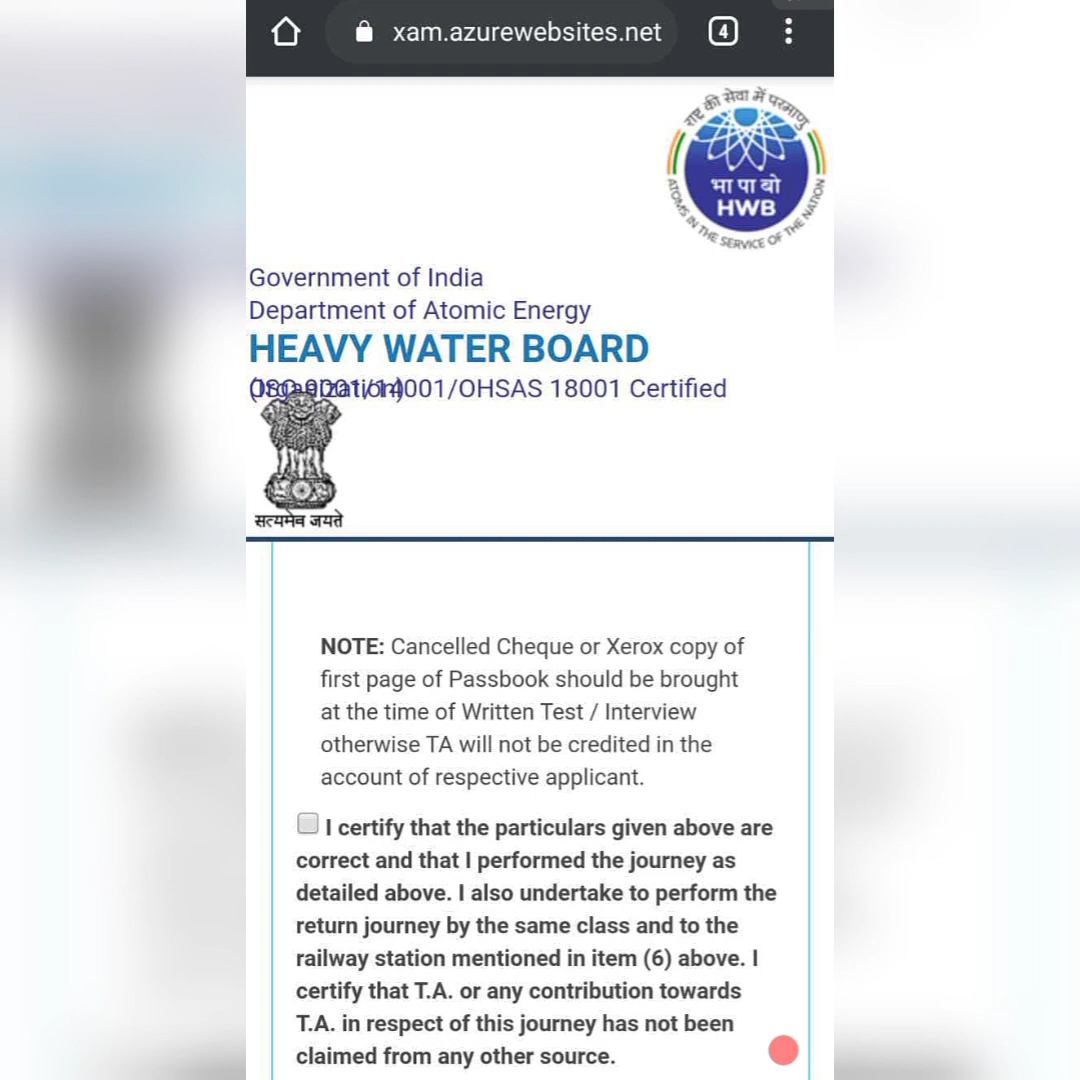 xam.azurewebsites.net
4
राष्ट्र की सेवा में परमाणु
भा पा बो
HWB
ATOMS IN THE SERVICE OF THE NATION
Government of India
Department of Atomic Energy
HEAVY WATER BOARD
(ISO 9001/14001/OHSAS 18001 Certified
Organization)
सत्यमेव जयते
NOTE: Cancelled Cheque or Xerox copy of
first page of Passbook should be brought
at the time of Written Test / Interview
otherwise TA will not be credited in the
account of respective applicant.
I certify that the particulars given above are
correct and that I performed the journey as
detailed above. I also undertake to perform the
return journey by the same class and to the
railway station mentioned in item (6) above. I
certify that T.A. or any contribution towards
T.A. in respect of this journey has not been
claimed from any other source.